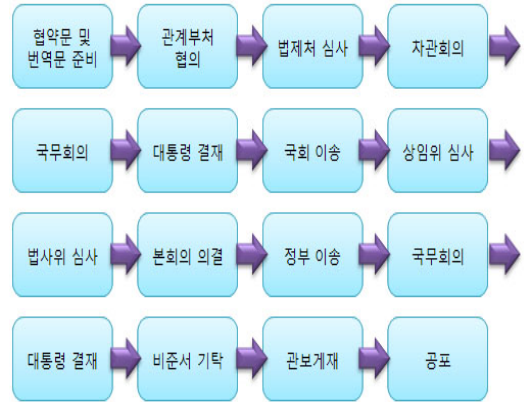 협약문 및
번역문 준비
관계부처
협의
법제처 심사
차관회의
국무회의
대통령 결재
국회 이송
상임위 심사
법사위 심사
본회의 의결
정부 이송
국무회의
대통령 결재
비준서 기탁
관보게재
공포